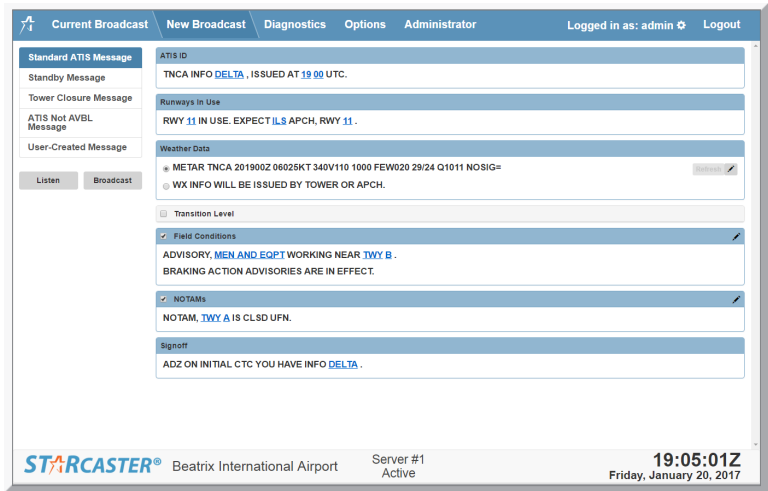 Current Broadcast New Broadcast Diagnostics Options Administrator Logged in as: admin Logout
Standard ATIS Message
Standby Message
Tower Closure Message
ATIS Not AVBL
Message
User-Created Message
Listen Broadcast
ATIS ID
TNCA INFO DELTA , ISSUED AT 19 00 UTC.
Runways In Use
RWY 11 IN USE. EXPECT ILS APCH, RWY 11 .
Weather Data
METAR TNCA 201900Z 06025KT 340V110 1000 FEW020 29/24 Q1011 NOSIG=
Refresh
WX INFO WILL BE ISSUED BY TOWER OR APCH.
Transition Level
Field Conditions
ADVISORY, MEN AND EQPT WORKING NEAR TWY B .
BRAKING ACTION ADVISORIES ARE IN EFFECT.
NOTAMs
NOTAM, TWY A IS CLSD UFN.
Signoff
ADZ ON INITIAL CTC YOU HAVE INFO DELTA .
STARCASTER® Beatrix International Airport
Server #1
Active
19:05:01Z
Friday, January 20, 2017